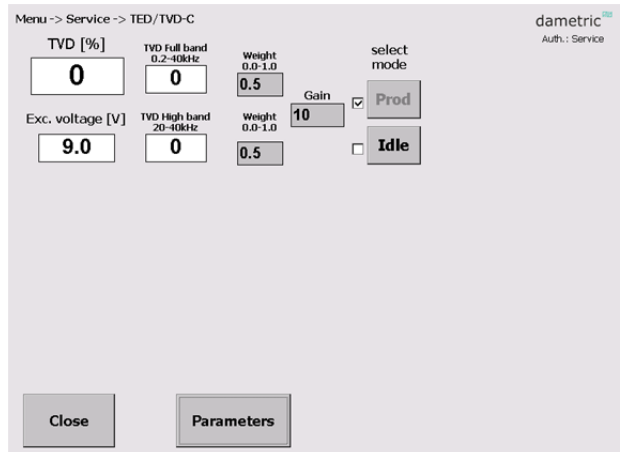 Menu -> Service -> TED/TVD-C
dametric
Auth.: Service
TVD [%]
0
TVD Full band
0.2-40kHz
0
Weight
0.0-1.0
0.5
Gain
10
select
mode
Prod
Exc. voltage [V]
9.0
TVD High band
20-40kHz
0
Weight
0.0-1.0
0.5
Idle
Close
Parameters